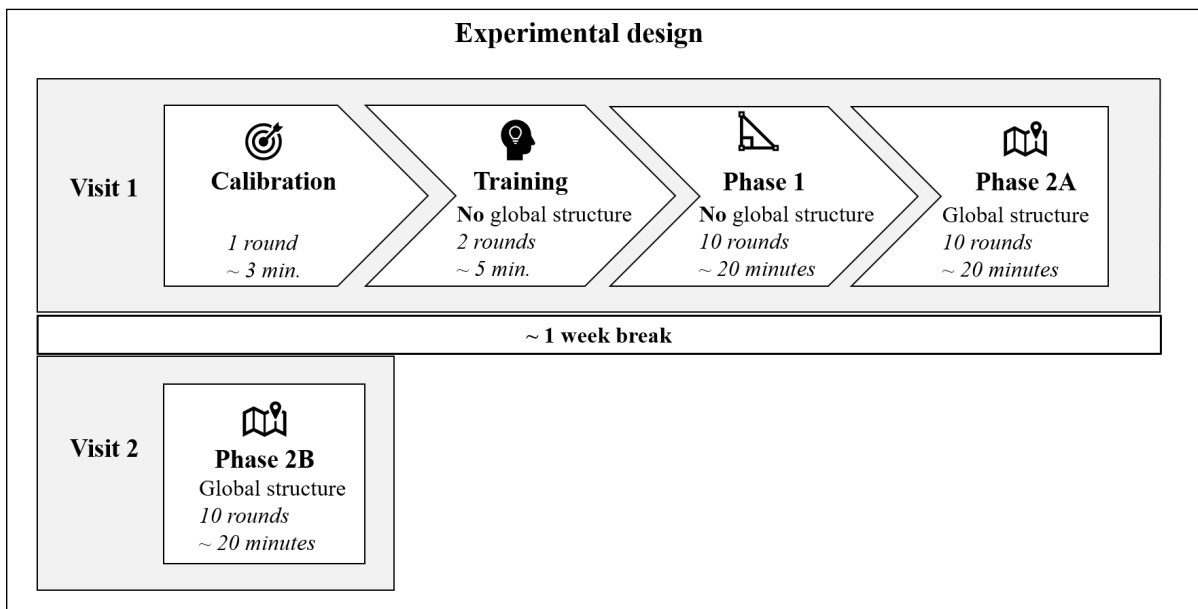 Experimental design
Visit 1
Calibration
1 round
~ 3 min.
Training
No global structure
2 rounds
~ 5 min.
Phase 1
No global structure
10 rounds
~ 20 minutes
Phase 2A
Global structure
10 rounds
~ 20 minutes
~ 1 week break
Visit 2
Phase 2B
Global structure
10 rounds
~ 20 minutes